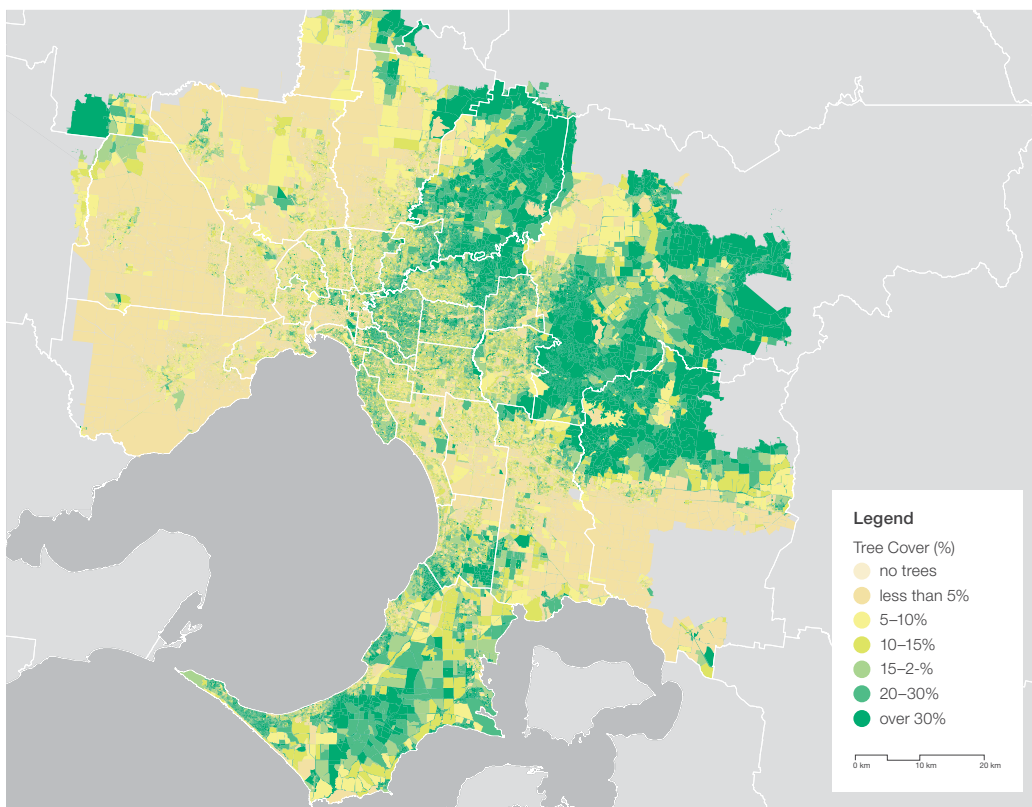 Legend
Tree Cover (%)
no trees
less than 5%
5–10%
10–15%
15–2-%
20–30%
over 30%
0 km 10 km 20 km